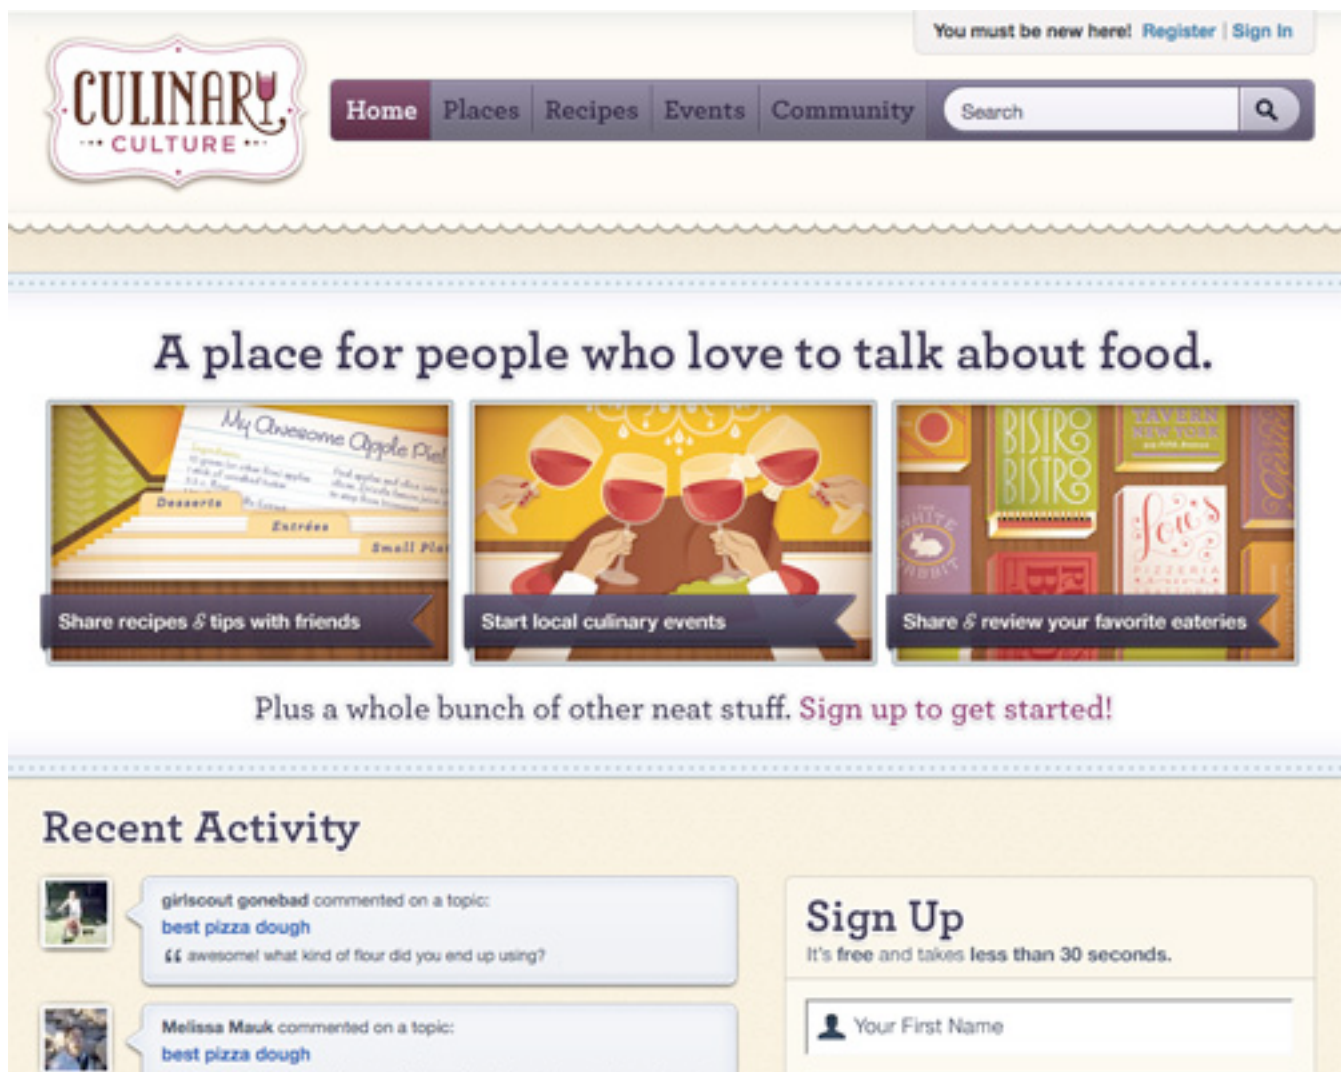 You must be new here! Register | Sign In
CULINARY
CULTURE
Home Places Recipes Events Community Search
A place for people who love to talk about food.
My Awesome Apple Pie!
Ingredients:
Desserts
Entrées
Small Pla
Share recipes & tips with friends
Start local culinary events
BISTRO
BISTRO
BISTRO
TAVERN
NEW YORK
THE
WHITE
RABBIT
Lou's
PIZZERIA
Share & review your favorite eateries
Plus a whole bunch of other neat stuff. Sign up to get started!
Recent Activity
girlscout gonebad commented on a topic:
best pizza dough
“ awesome! what kind of flour did you end up using?
Melissa Mauk commented on a topic:
best pizza dough
Sign Up
It's free and takes less than 30 seconds.
Your First Name